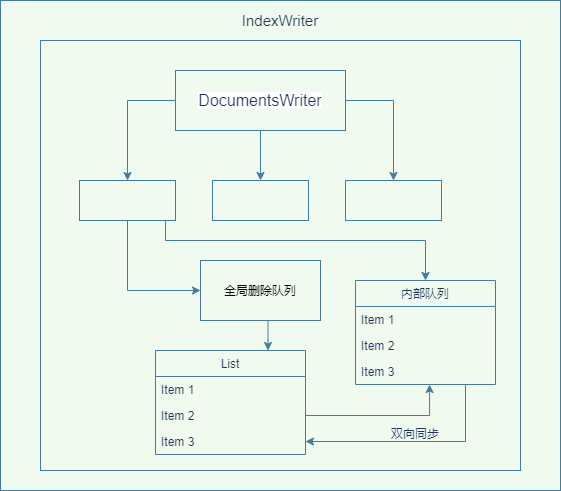 IndexWriter
DocumentsWriter
全局删除队列
内部队列
Item 1
Item 2
Item 3
List
Item 1
Item 2
Item 3
双向同步